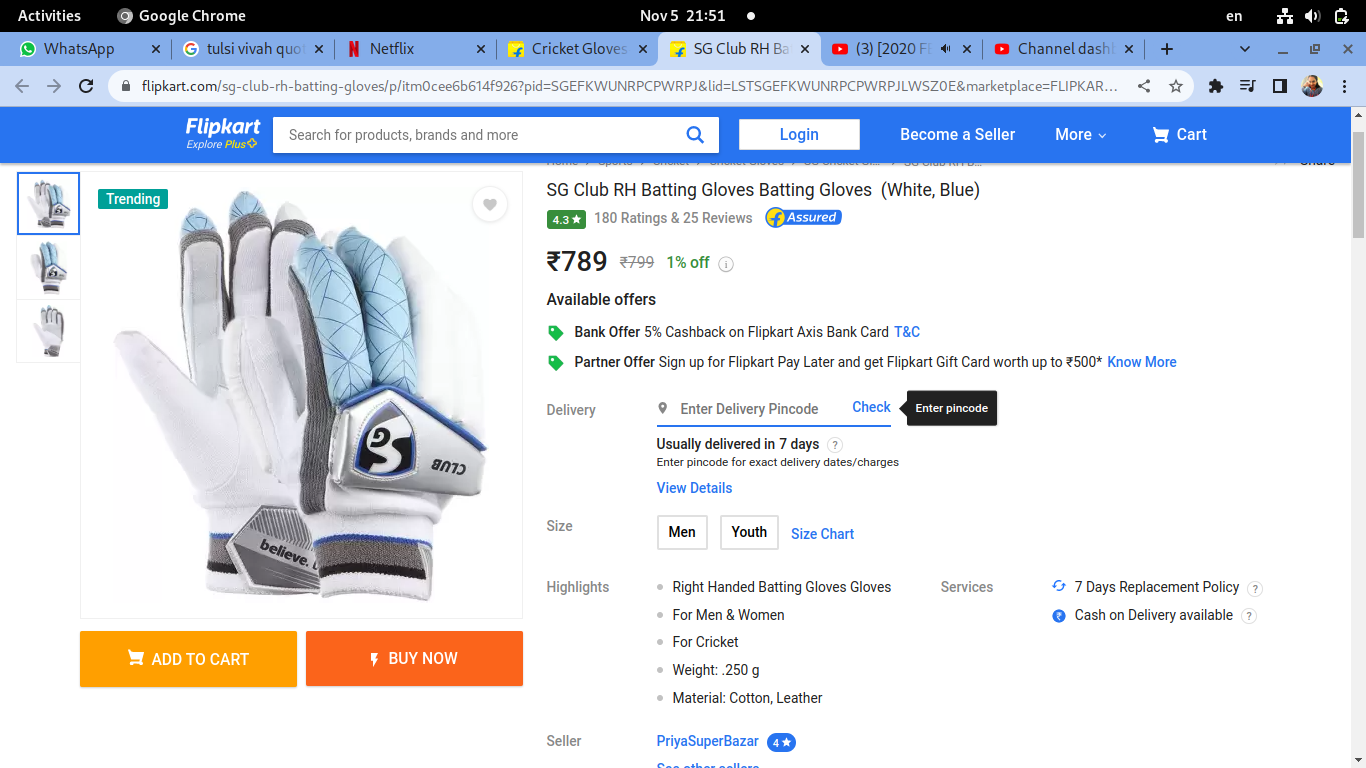 Activities Google Chrome Nov 5 21:51 en
WhatsApp tulsi vivah quo Netflix Cricket Gloves SG Club RH Ba (3) [2020 F Channel dash
flipkart.com/sg-club-rh-batting-gloves/p/itm0cee6b614f926?pid=SGEFKWUNRPCPWRPJ&lid=LSTSGEFKWUNRPCPWRPJLWSZ0E&marketplace=FLIPKAR...
Flipkart
Explore Plus
Search for products, brands and more
Login
Become a Seller
More
Cart
Trending
SG Club RH Batting Gloves Batting Gloves (White, Blue)
4.3 180 Ratings & 25 Reviews Assured
₹789 ₹799 1% off
Available offers
Bank Offer 5% Cashback on Flipkart Axis Bank Card T&C
Partner Offer Sign up for Flipkart Pay Later and get Flipkart Gift Card worth up to ₹500* Know More
Delivery Enter Delivery Pincode Check Enter pincode
Usually delivered in 7 days ?
Enter pincode for exact delivery dates/charges
View Details
Size Men Youth Size Chart
Highlights
Right Handed Batting Gloves Gloves
For Men & Women
For Cricket
Weight: .250 g
Material: Cotton, Leather
Services
7 Days Replacement Policy ?
Cash on Delivery available ?
SG
CLUB
believe.
ADD TO CART
BUY NOW
Seller PriyaSuperBazar 4
See other sellers